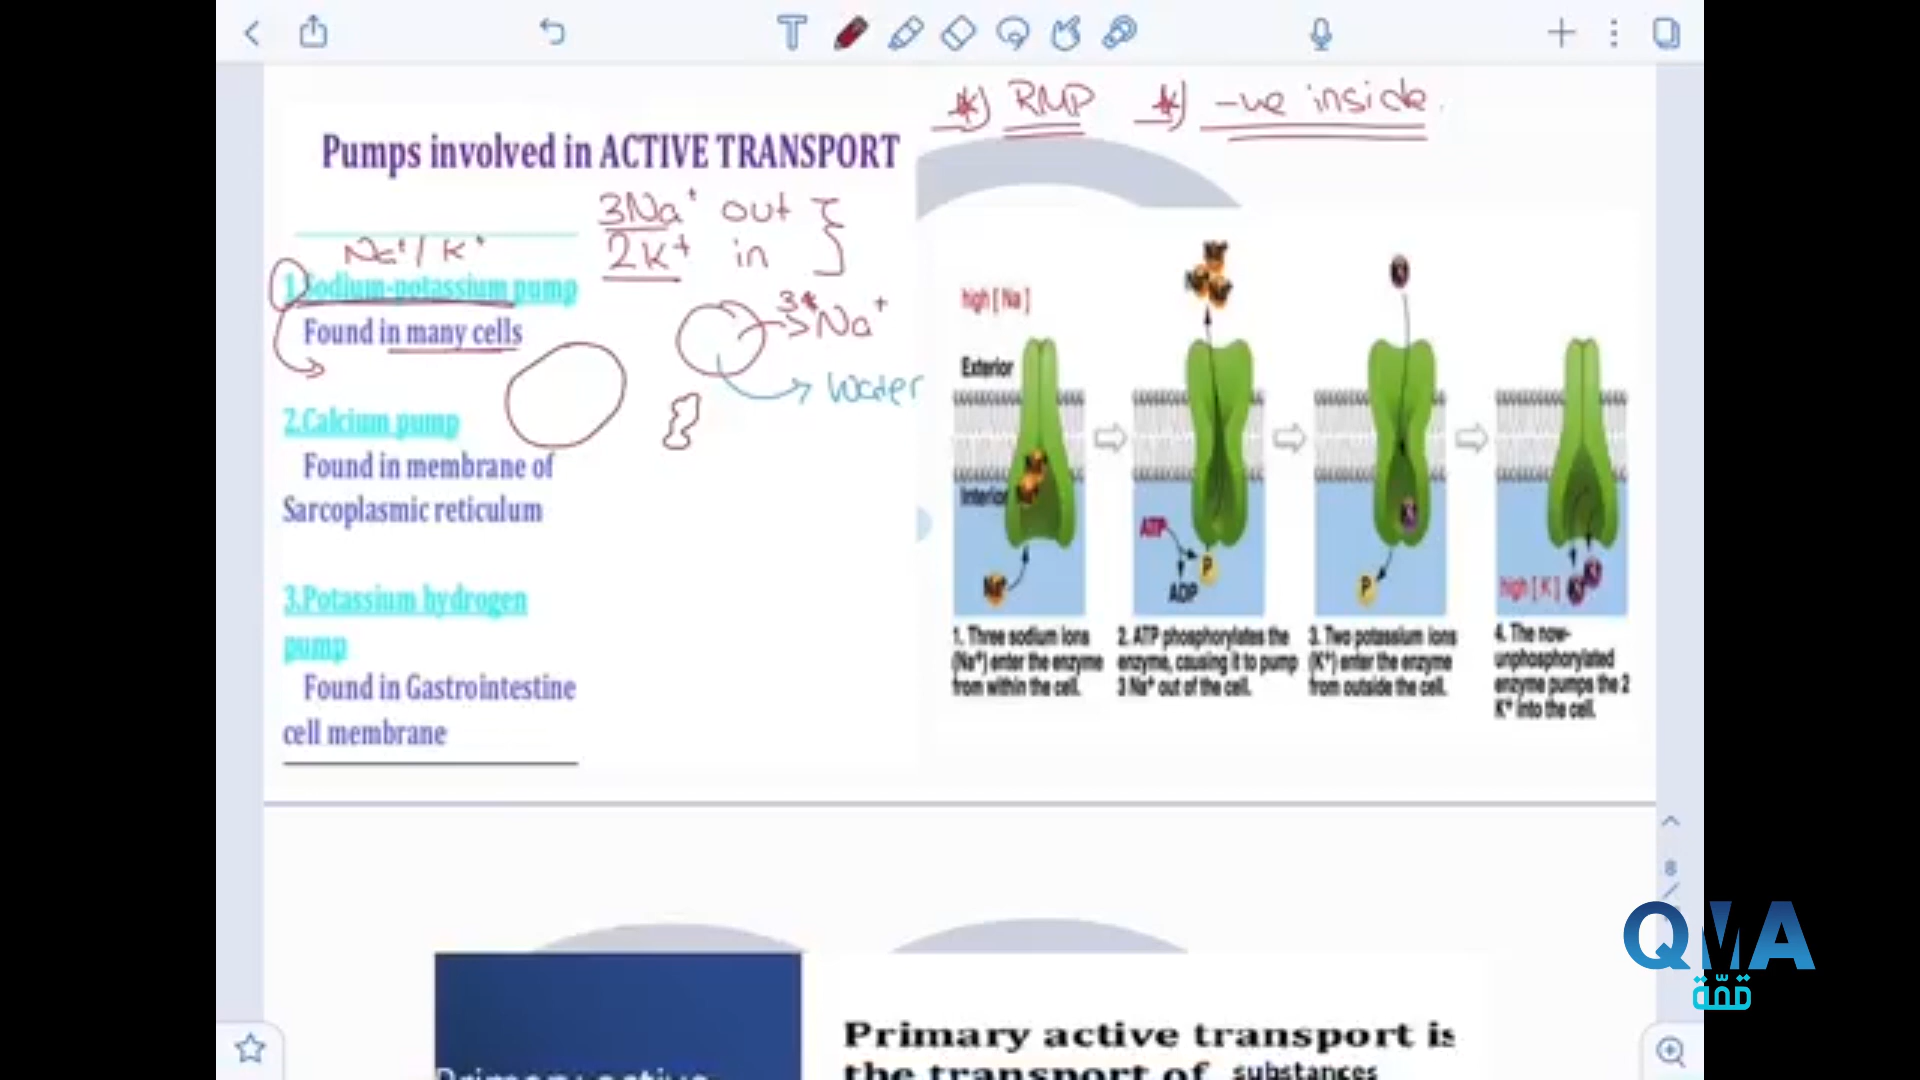 *) RMP *) -ve inside.
Pumps involved in ACTIVE TRANSPORT
3Na+ out
2K+ in
Na+/ K+
1.Sodium-potassium pump
Found in many cells
3Na+
Water
2.Calcium pump
Found in membrane of
Sarcoplasmic reticulum
3.Potassium hydrogen
pump
Found in Gastrointestine
cell membrane
high [ Na ]
Exterior
Interior
Na+
ATP
ADP
P
K
P
high [ K ]
1. Three sodium ions
(Na+) enter the enzyme
from within the cell.
2. ATP phosphorylates the
enzyme, causing it to pump
3 Na+ out of the cell.
3. Two potassium ions
(K+) enter the enzyme
from outside the cell.
4. The now-
unphosphorylated
enzyme pumps the 2
K+ into the cell.
8
QMA
قمّة
Primary active
Primary active transport is
the transport of substances